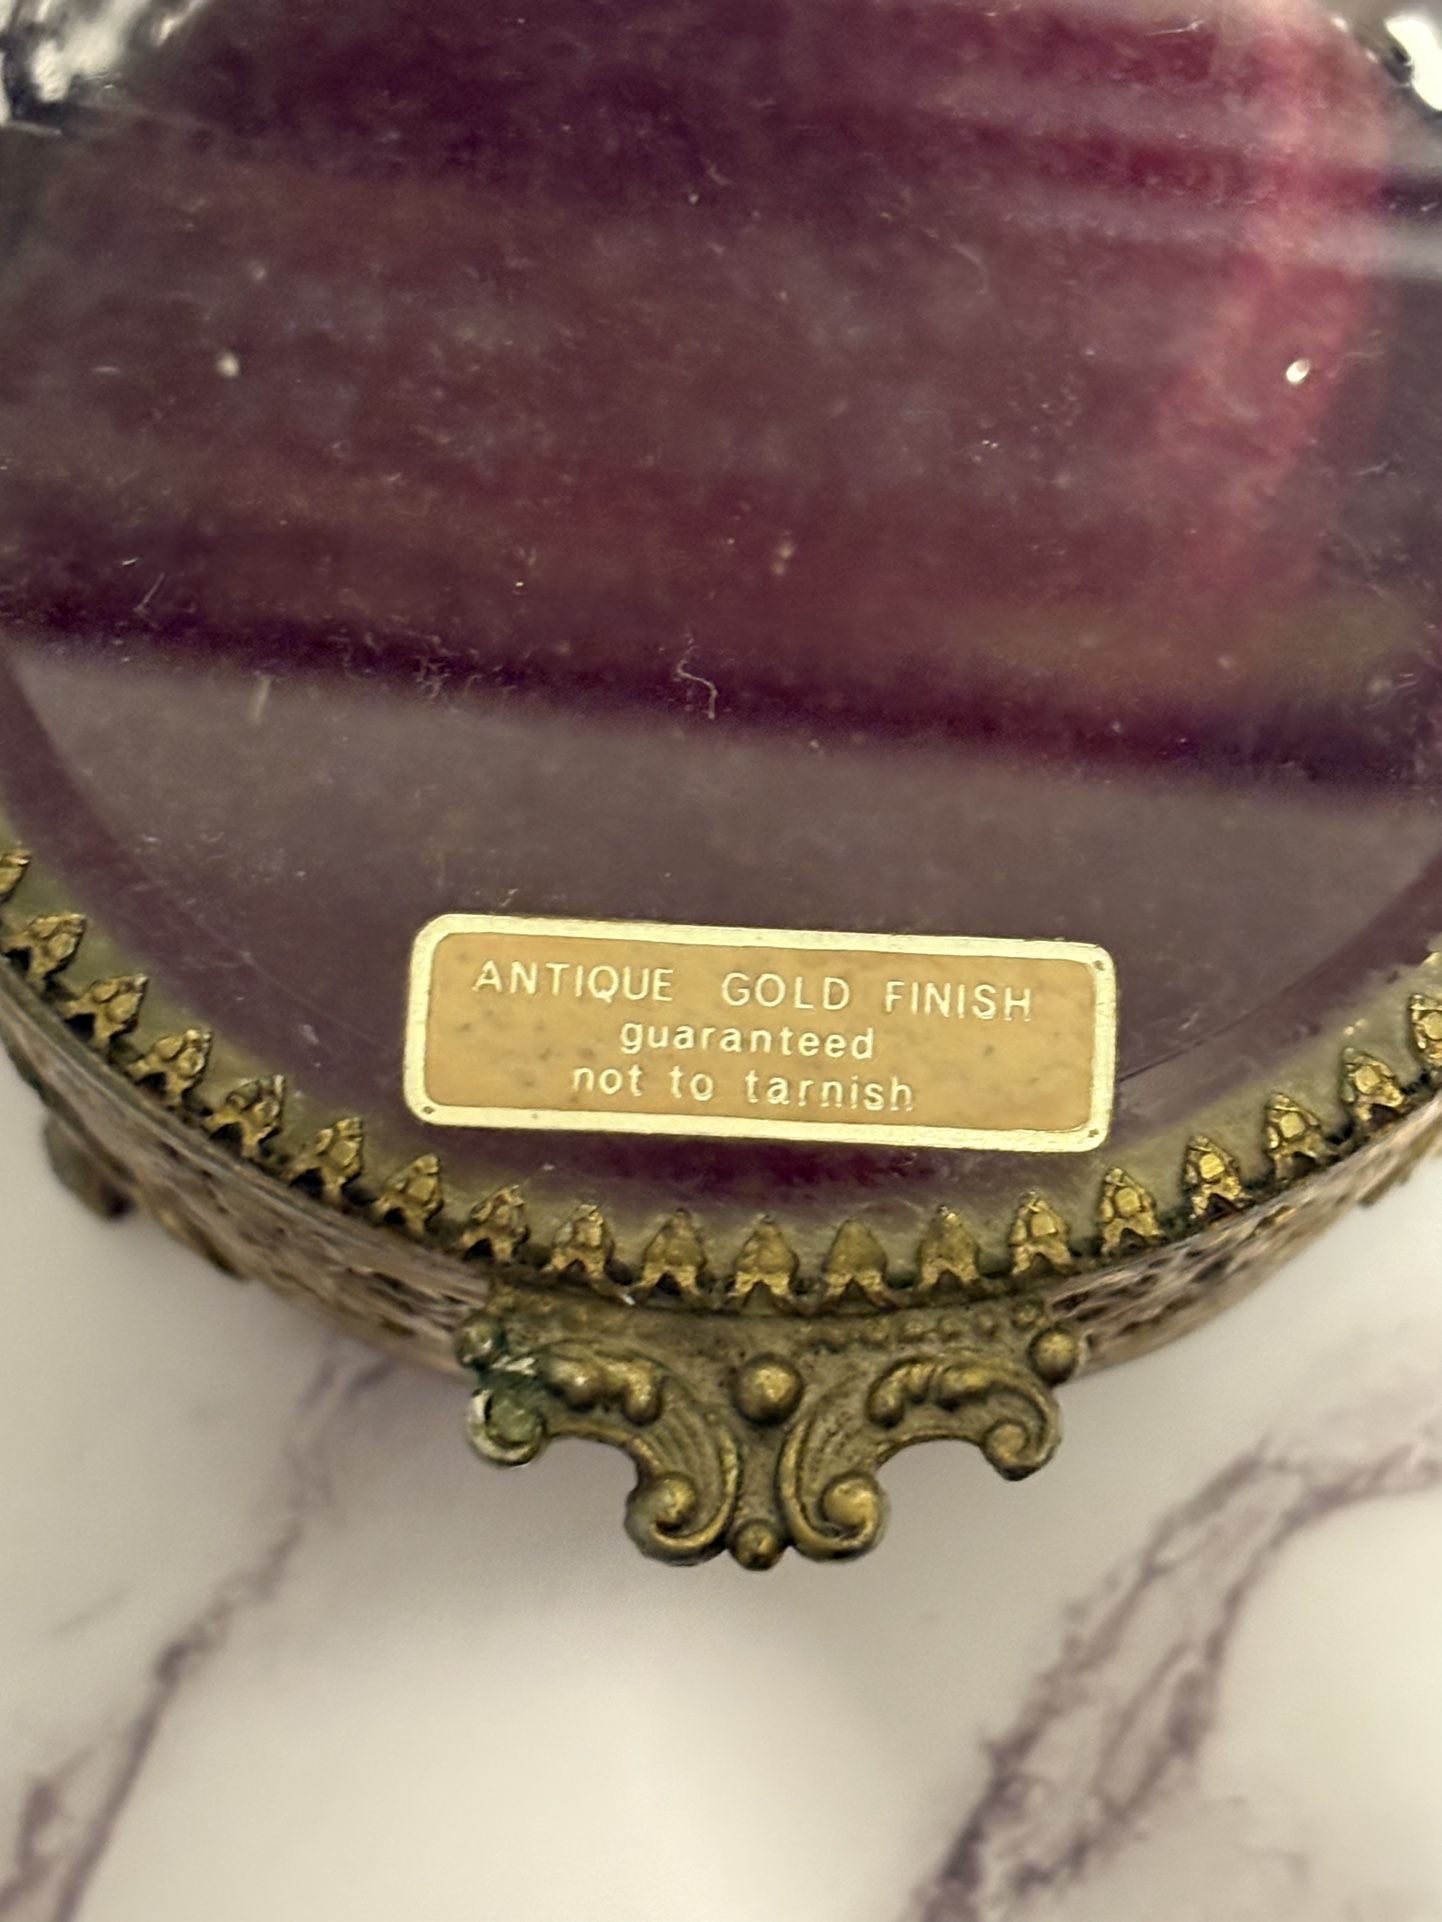 ANTIQUE GOLD FINISH
guaranteed
not to tarnish